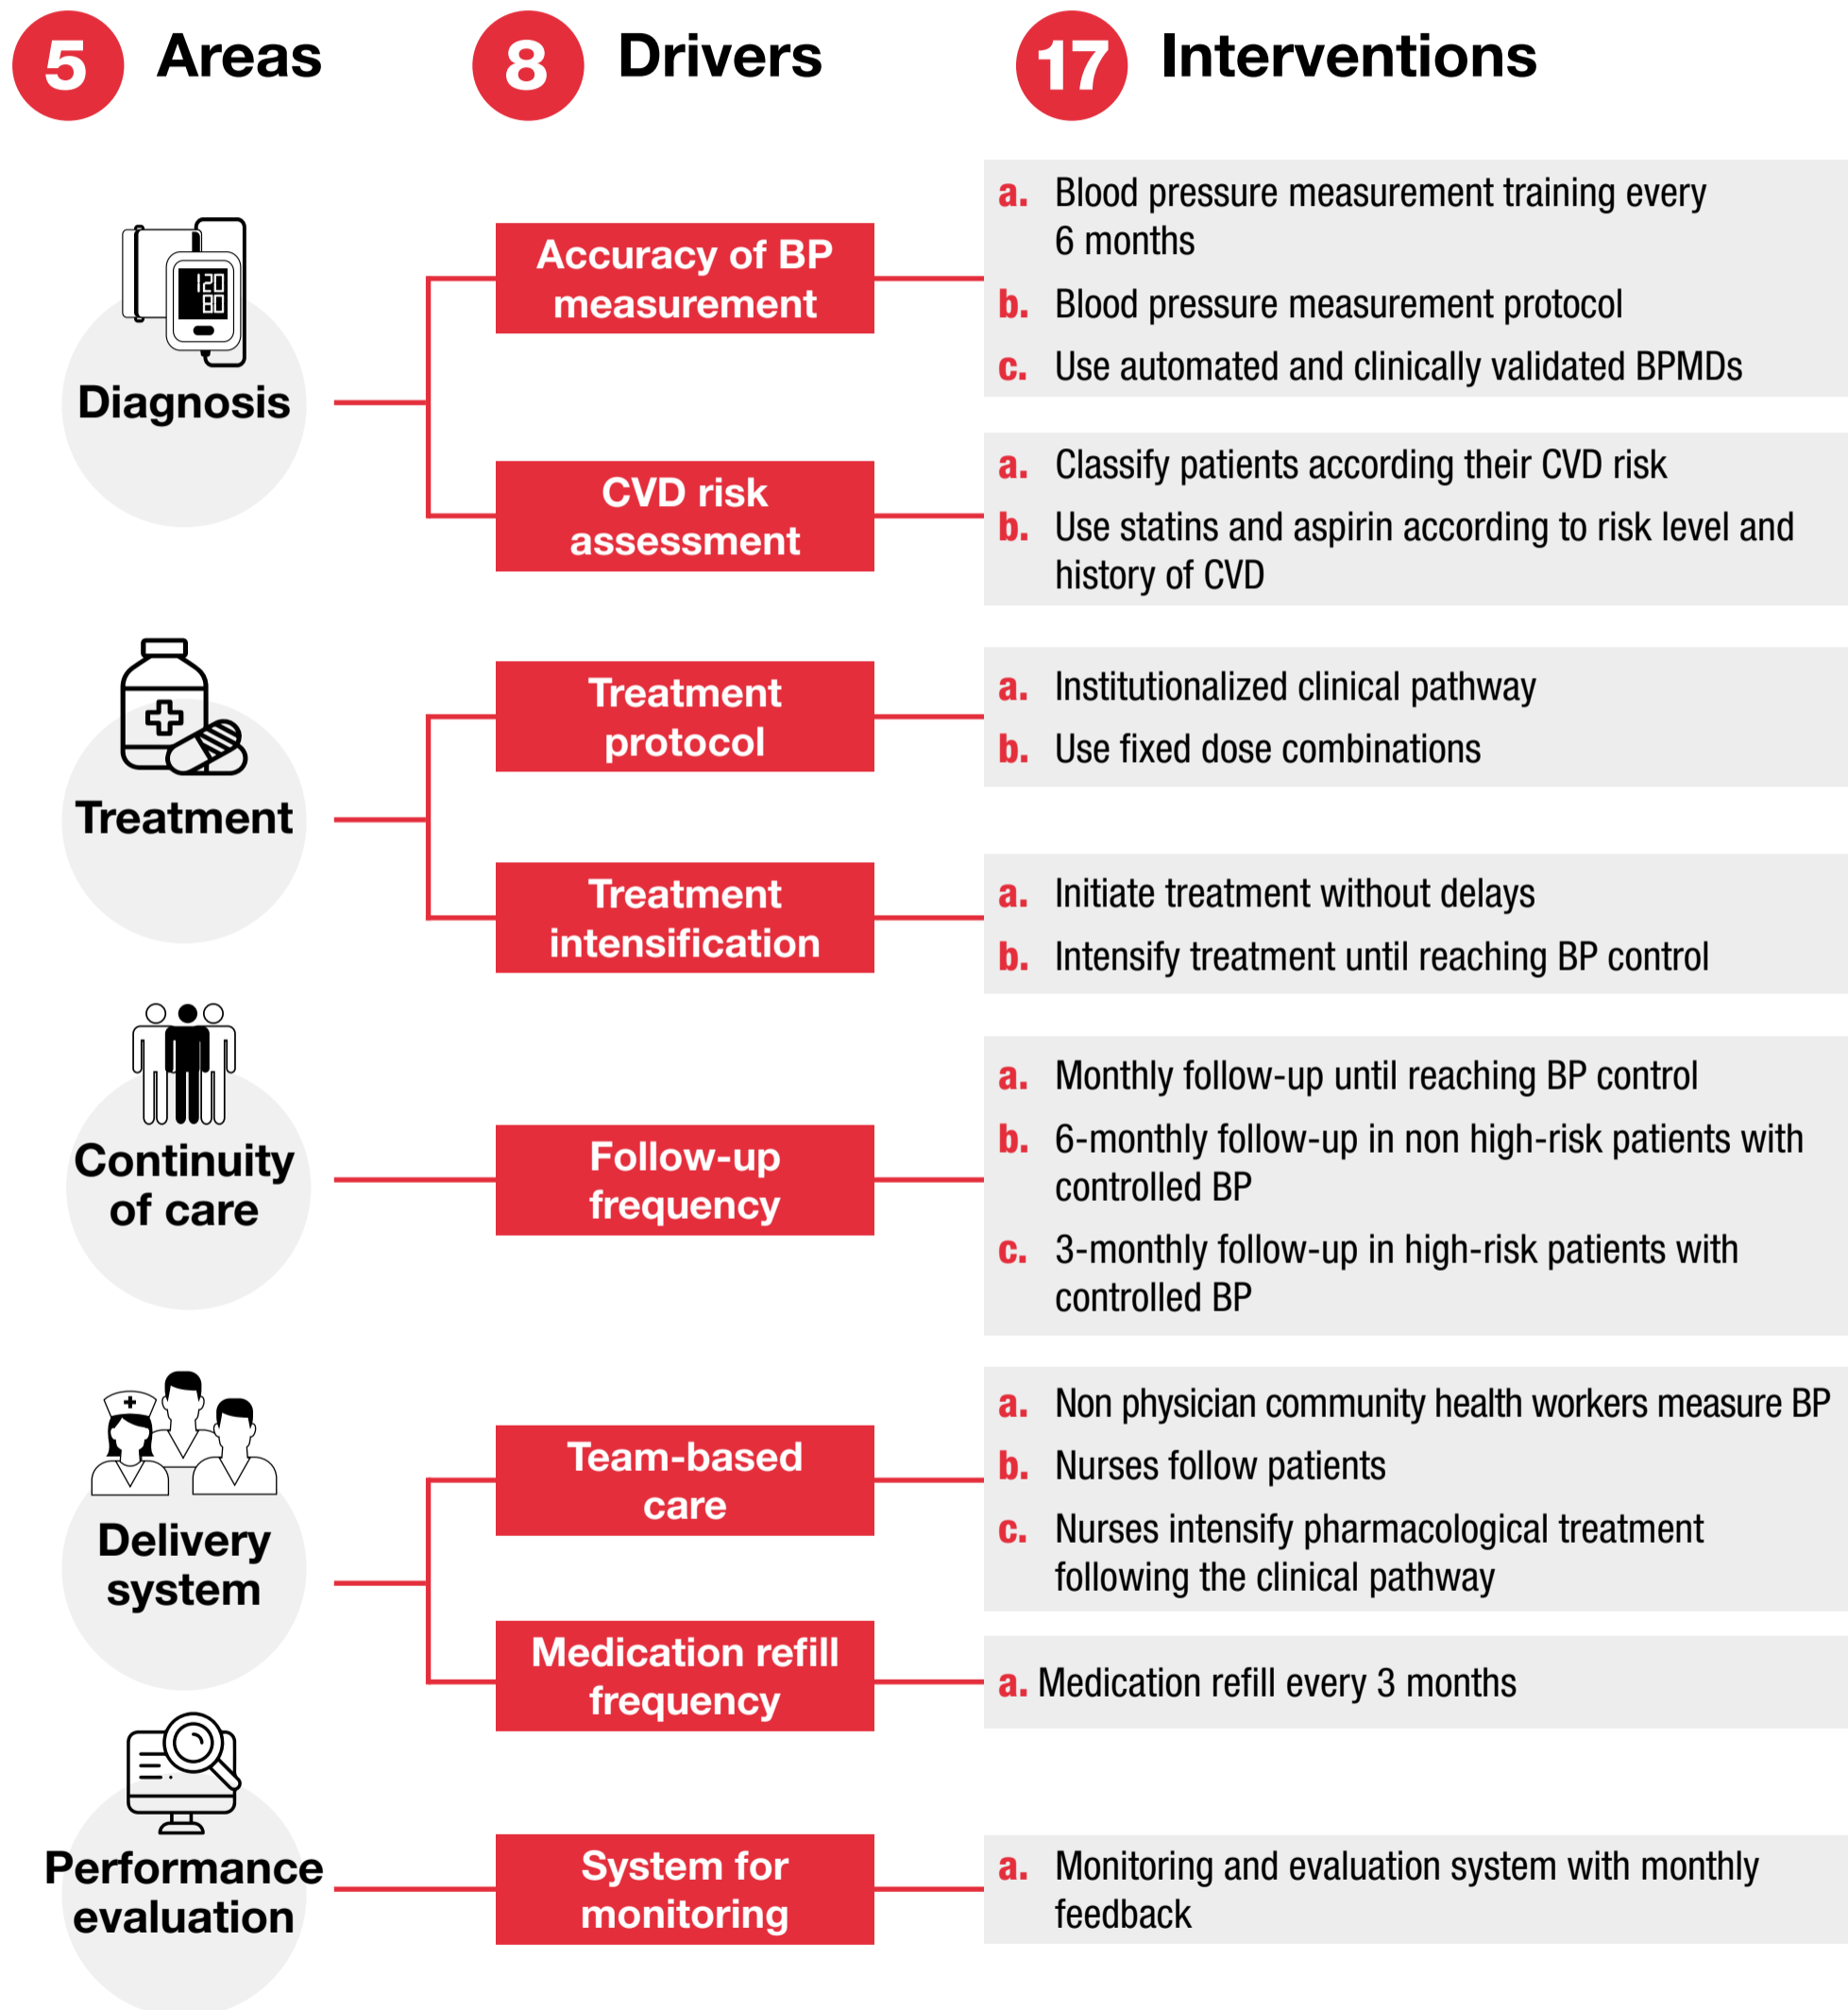 5 Areas
8 Drivers
17 Interventions
120
80
Diagnosis
Accuracy of BP
measurement
a. Blood pressure measurement training every
6 months
b. Blood pressure measurement protocol
c. Use automated and clinically validated BPMDs
CVD risk
assessment
a. Classify patients according their CVD risk
b. Use statins and aspirin according to risk level and
history of CVD
Treatment
Treatment
protocol
a. Institutionalized clinical pathway
b. Use fixed dose combinations
Treatment
intensification
a. Initiate treatment without delays
b. Intensify treatment until reaching BP control
Continuity
of care
Follow-up
frequency
a. Monthly follow-up until reaching BP control
b. 6-monthly follow-up in non high-risk patients with
controlled BP
c. 3-monthly follow-up in high-risk patients with
controlled BP
Delivery
system
Team-based
care
a. Non physician community health workers measure BP
b. Nurses follow patients
c. Nurses intensify pharmacological treatment
following the clinical pathway
Medication refill
frequency
a. Medication refill every 3 months
Performance
evaluation
System for
monitoring
a. Monitoring and evaluation system with monthly
feedback